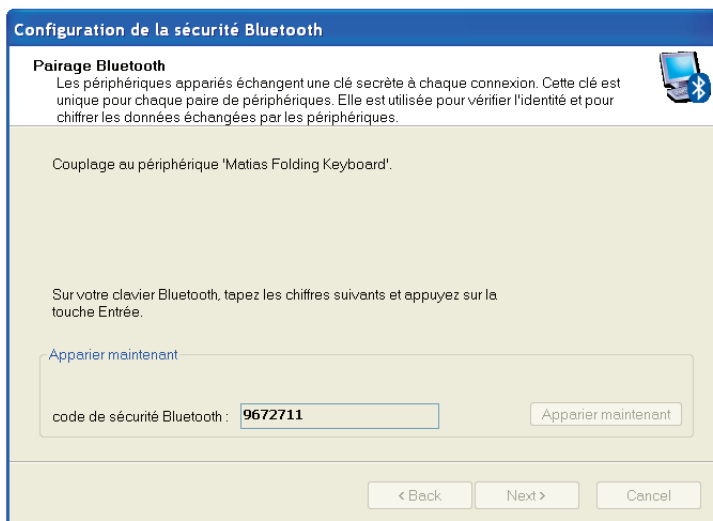 Configuration de la sécurité Bluetooth
Pairage Bluetooth
Les périphériques appariés échangent une clé secrète à chaque connexion. Cette clé est
unique pour chaque paire de périphériques. Elle est utilisée pour vérifier l'identité et pour
chiffrer les données échangées par les périphériques.
Couplage au périphérique 'Matias Folding Keyboard'.
Sur votre clavier Bluetooth, tapez les chiffres suivants et appuyez sur la
touche Entrée.
Apparier maintenant
code de sécurité Bluetooth : 9672711 Apparier maintenant
< Back Next > Cancel